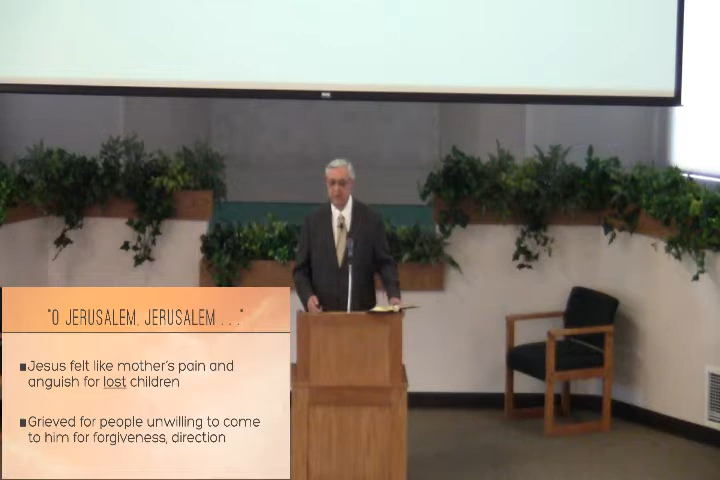 "O JERUSALEM, JERUSALEM . . ."
Jesus felt like mother's pain and
anguish for lost children
Grieved for people unwilling to come
to him for forgiveness, direction